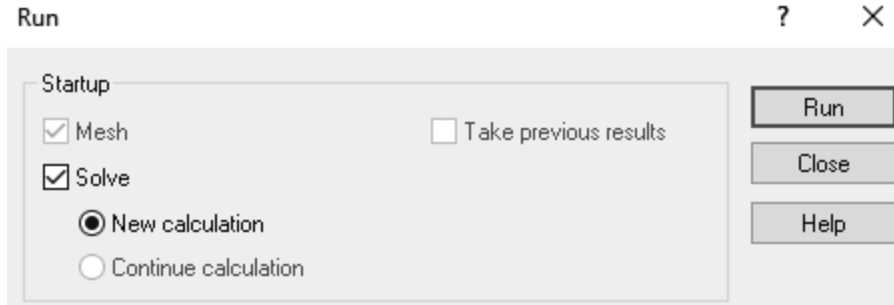 Run ?
Startup
Run
Mesh Take previous results
Close
Solve
New calculation
Help
Continue calculation